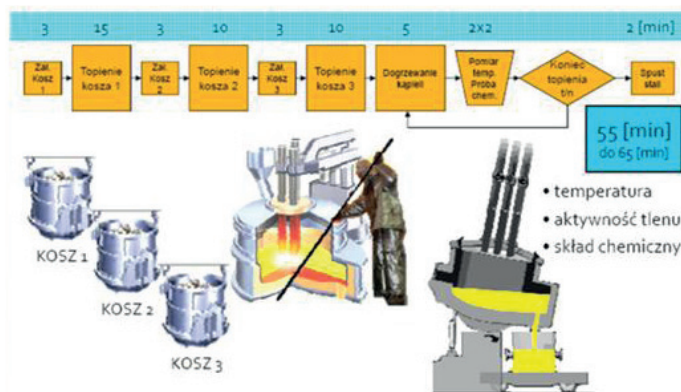 3 15 3 10 3 10 5 2x2 2 [min]
Zał.
Kosz
1
Topienie
kosza 1
Zał.
Kosz
2
Topienie
kosza 2
Zał.
Kosz
3
Topienie
kosza 3
Dogrzewanie
kąpieli
Pomiar
temp.
Próba
chem.
Koniec
topienia
t/n
Spust
stali
55 [min]
do 65 [min]
• temperatura
• aktywność tlenu
• skład chemiczny
KOSZ 1
KOSZ 2
KOSZ 3